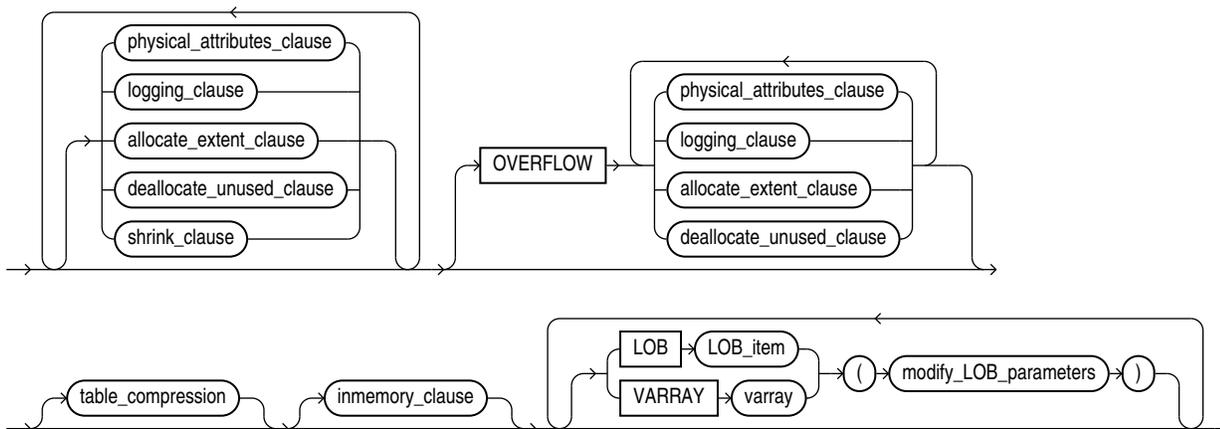 physical_attributes_clause
logging_clause
allocate_extent_clause
deallocate_unused_clause
shrink_clause
OVERFLOW
physical_attributes_clause
logging_clause
allocate_extent_clause
deallocate_unused_clause
table_compression
inmemory_clause
LOB LOB_item
VARRAY varray
( modify_LOB_parameters )